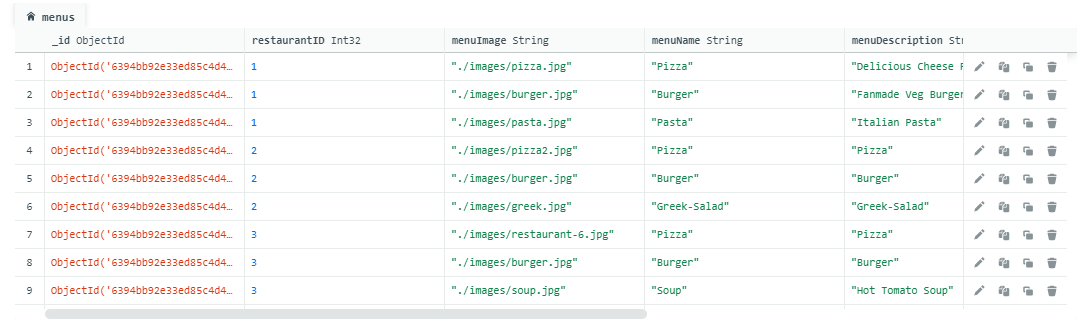 menus
_id ObjectId restaurantID Int32 menuImage String menuName String menuDescription
1 ObjectId('6394bb92e33ed85c4d4… 1 "./images/pizza.jpg" "Pizza" "Delicious Cheese
2 ObjectId('6394bb92e33ed85c4d4… 1 "./images/burger.jpg" "Burger" "Fanmade Veg Burger
3 ObjectId('6394bb92e33ed85c4d4… 1 "./images/pasta.jpg" "Pasta" "Italian Pasta"
4 ObjectId('6394bb92e33ed85c4d4… 2 "./images/pizza2.jpg" "Pizza" "Pizza"
5 ObjectId('6394bb92e33ed85c4d4… 2 "./images/burger.jpg" "Burger" "Burger"
6 ObjectId('6394bb92e33ed85c4d4… 2 "./images/greek.jpg" "Greek-Salad" "Greek-Salad"
7 ObjectId('6394bb92e33ed85c4d4… 3 "./images/restaurant-6.jpg" "Pizza" "Pizza"
8 ObjectId('6394bb92e33ed85c4d4… 3 "./images/burger.jpg" "Burger" "Burger"
9 ObjectId('6394bb92e33ed85c4d4… 3 "./images/soup.jpg" "Soup" "Hot Tomato Soup"